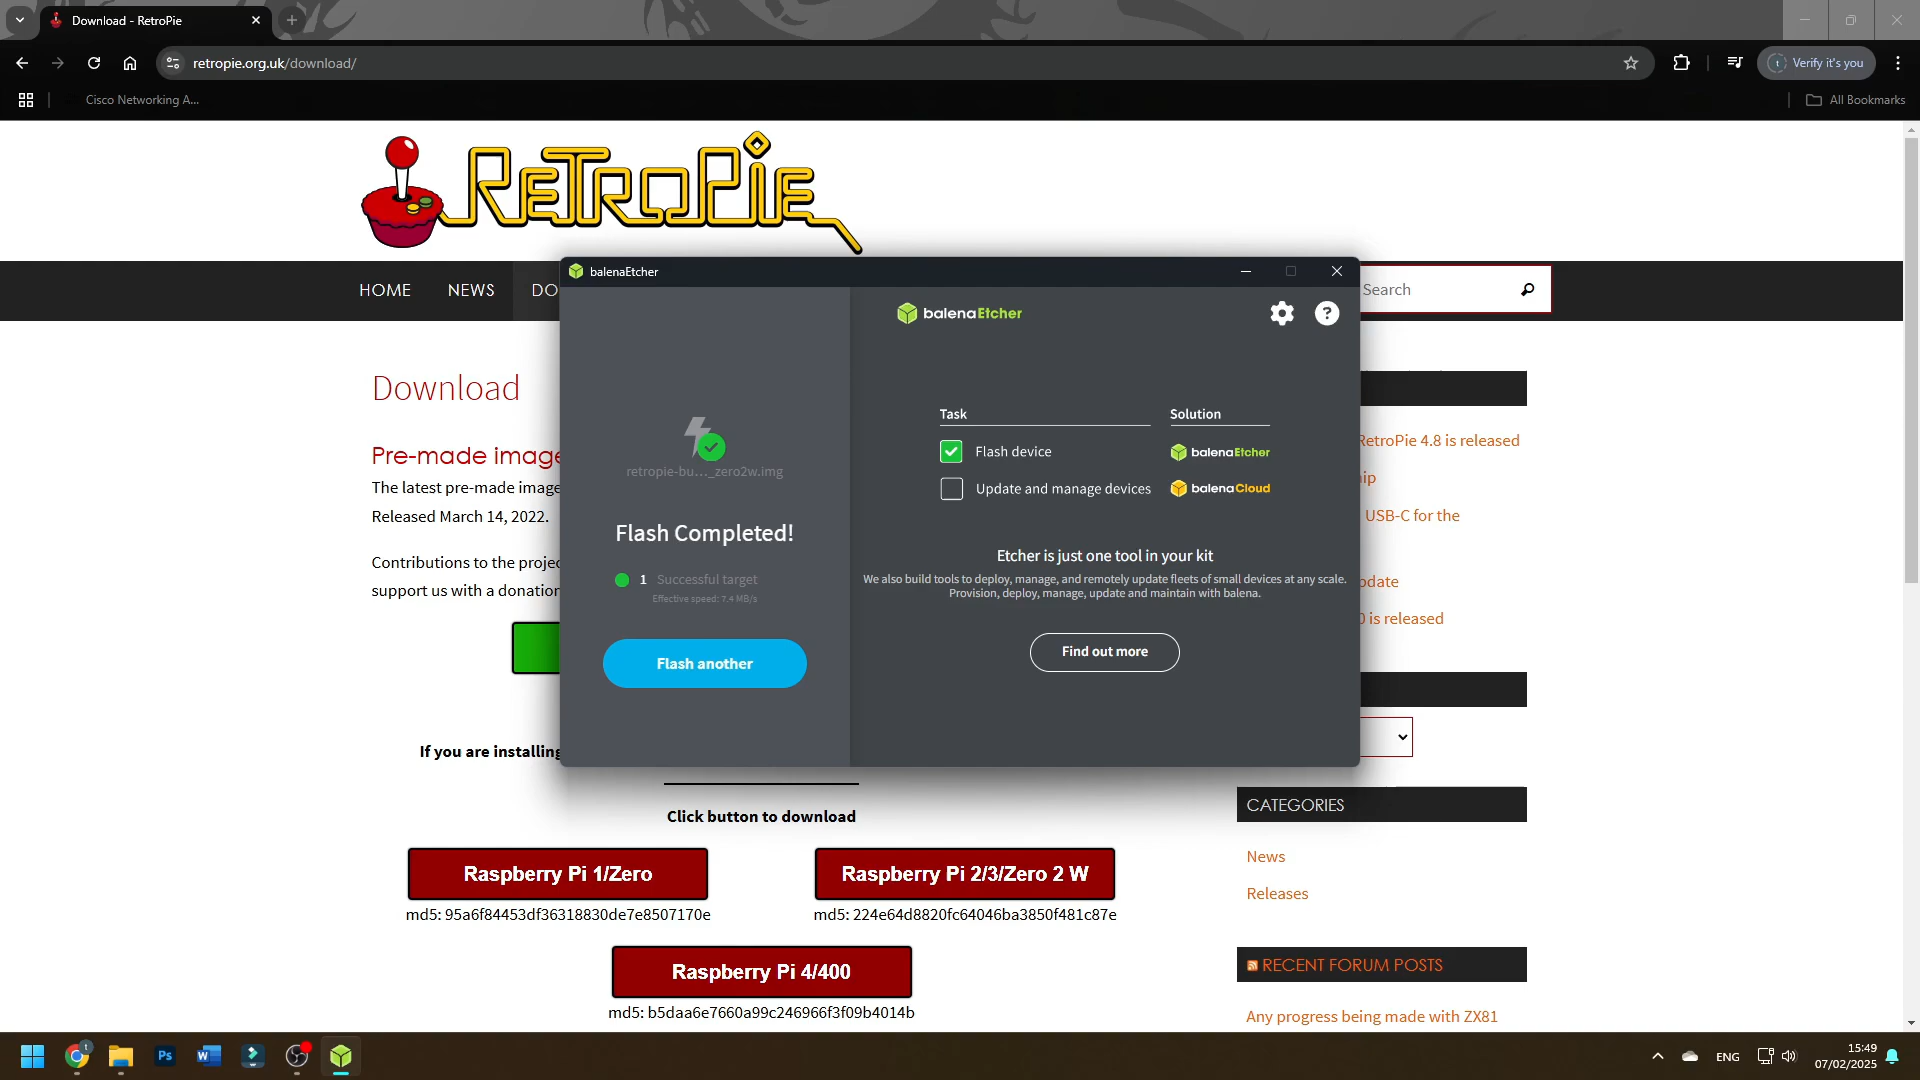 Download - RetroPie
retropie.org.uk/download/
Verify it's you
Cisco Networking A...
All Bookmarks
RETROPIE
HOME
NEWS
DO
Search
balenaEtcher
balenaEtcher
?
Download
Pre-made image
The latest pre-made image
Released March 14, 2022.
Contributions to the projec
support us with a donation
If you are installing
retropie-bu..._zero2w.img
Flash Completed!
1 Successful target
Effective speed: 7.4 MB/s
Flash another
Task
Solution
Flash device
balenaEtcher
Update and manage devices
balenaCloud
Etcher is just one tool in your kit
We also build tools to deploy, manage, and remotely update fleets of small devices at any scale.
Provision, deploy, manage, update and maintain with balena.
Find out more
RetroPie 4.8 is released
ip
USB-C for the
pdate
0 is released
Click button to download
Raspberry Pi 1/Zero
md5: 95a6f84453df36318830de7e8507170e
Raspberry Pi 2/3/Zero 2 W
md5: 224e64d8820fc64046ba3850f481c87e
Raspberry Pi 4/400
md5: b5daa6e7660a99c246966f3f09b4014b
CATEGORIES
News
Releases
RECENT FORUM POSTS
Any progress being made with ZX81
t
Ps
W
ENG
15:49
07/02/2025